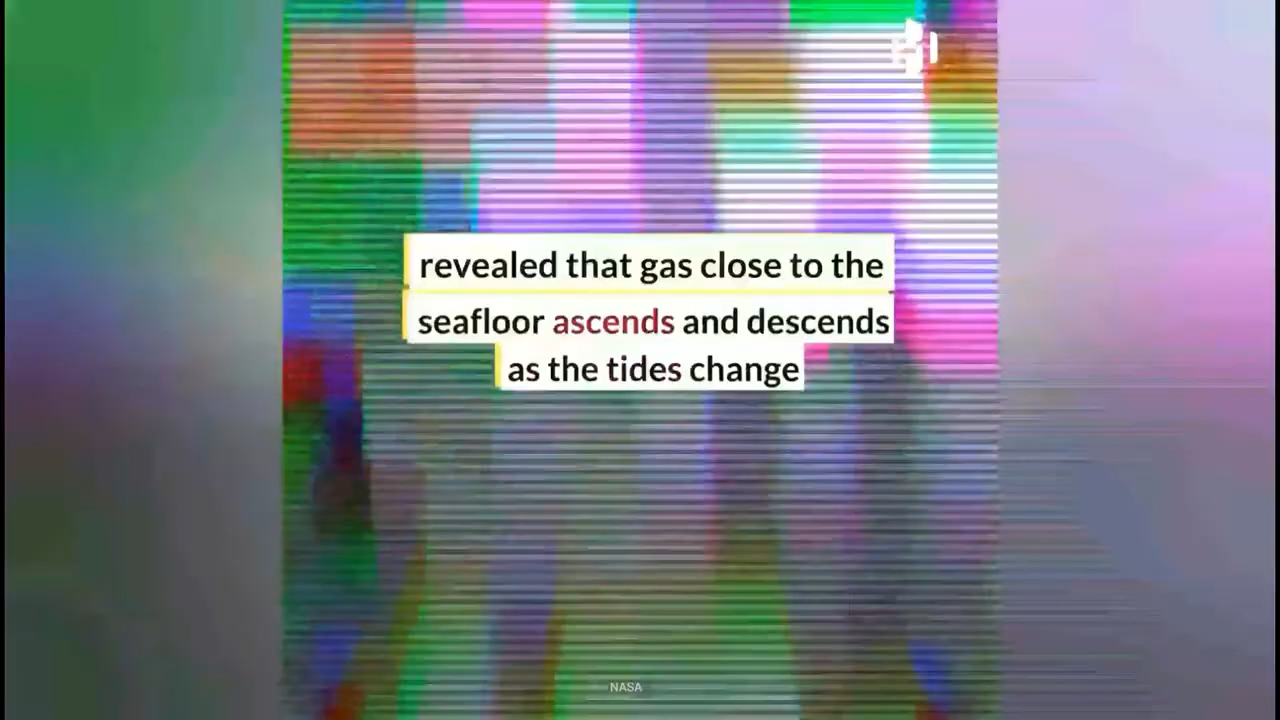 revealed that gas close to the
seafloor ascends and descends
as the tides change
NASA